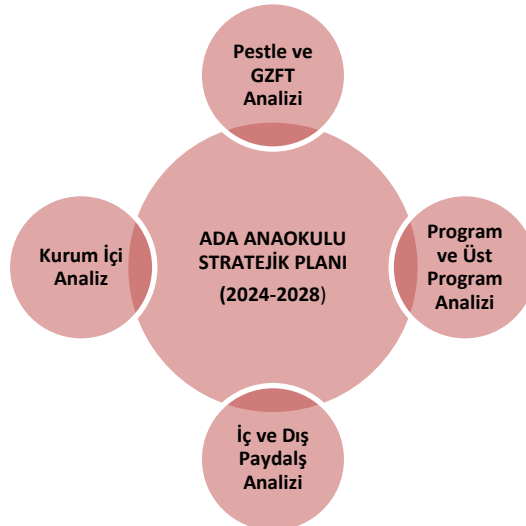 Pestle ve
GZFT
Analizi
ADA ANAOKULU
STRATEJİK PLANI
(2024-2028)
Kurum İçi
Analiz
Program
ve Üst
Program
Analizi
İç ve Dış
Paydalş
Analizi